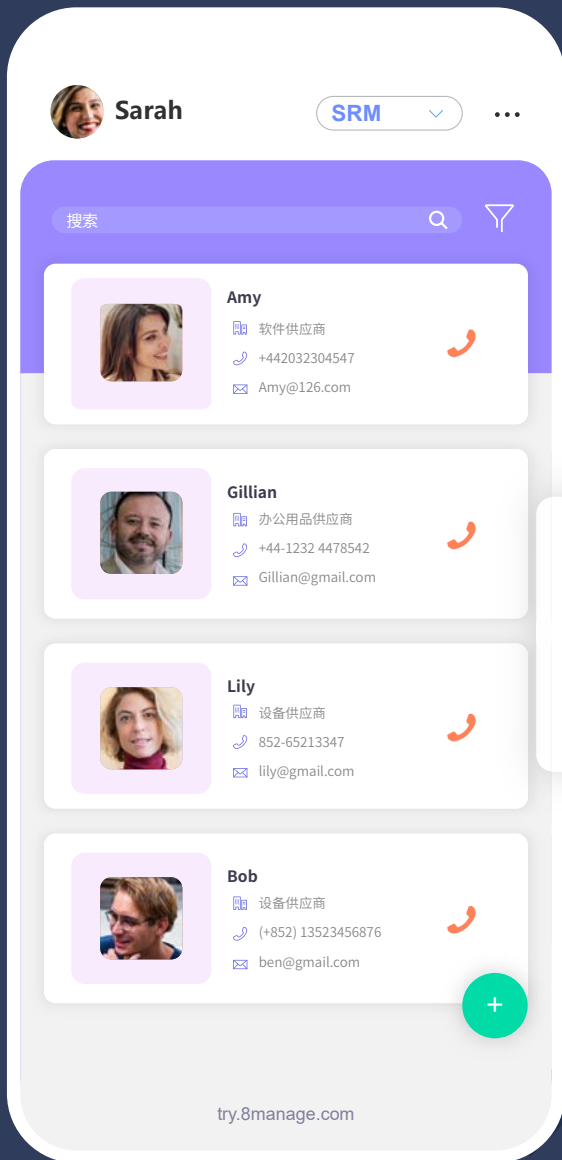 Sarah
SRM
搜索
Amy
软件供应商
+442032304547
Amy@126.com
Gillian
办公用品供应商
+44-1232 4478542
Gillian@gmail.com
Lily
设备供应商
852-65213347
lily@gmail.com
Bob
设备供应商
(+852) 13523456876
ben@gmail.com
+
try.8manage.com